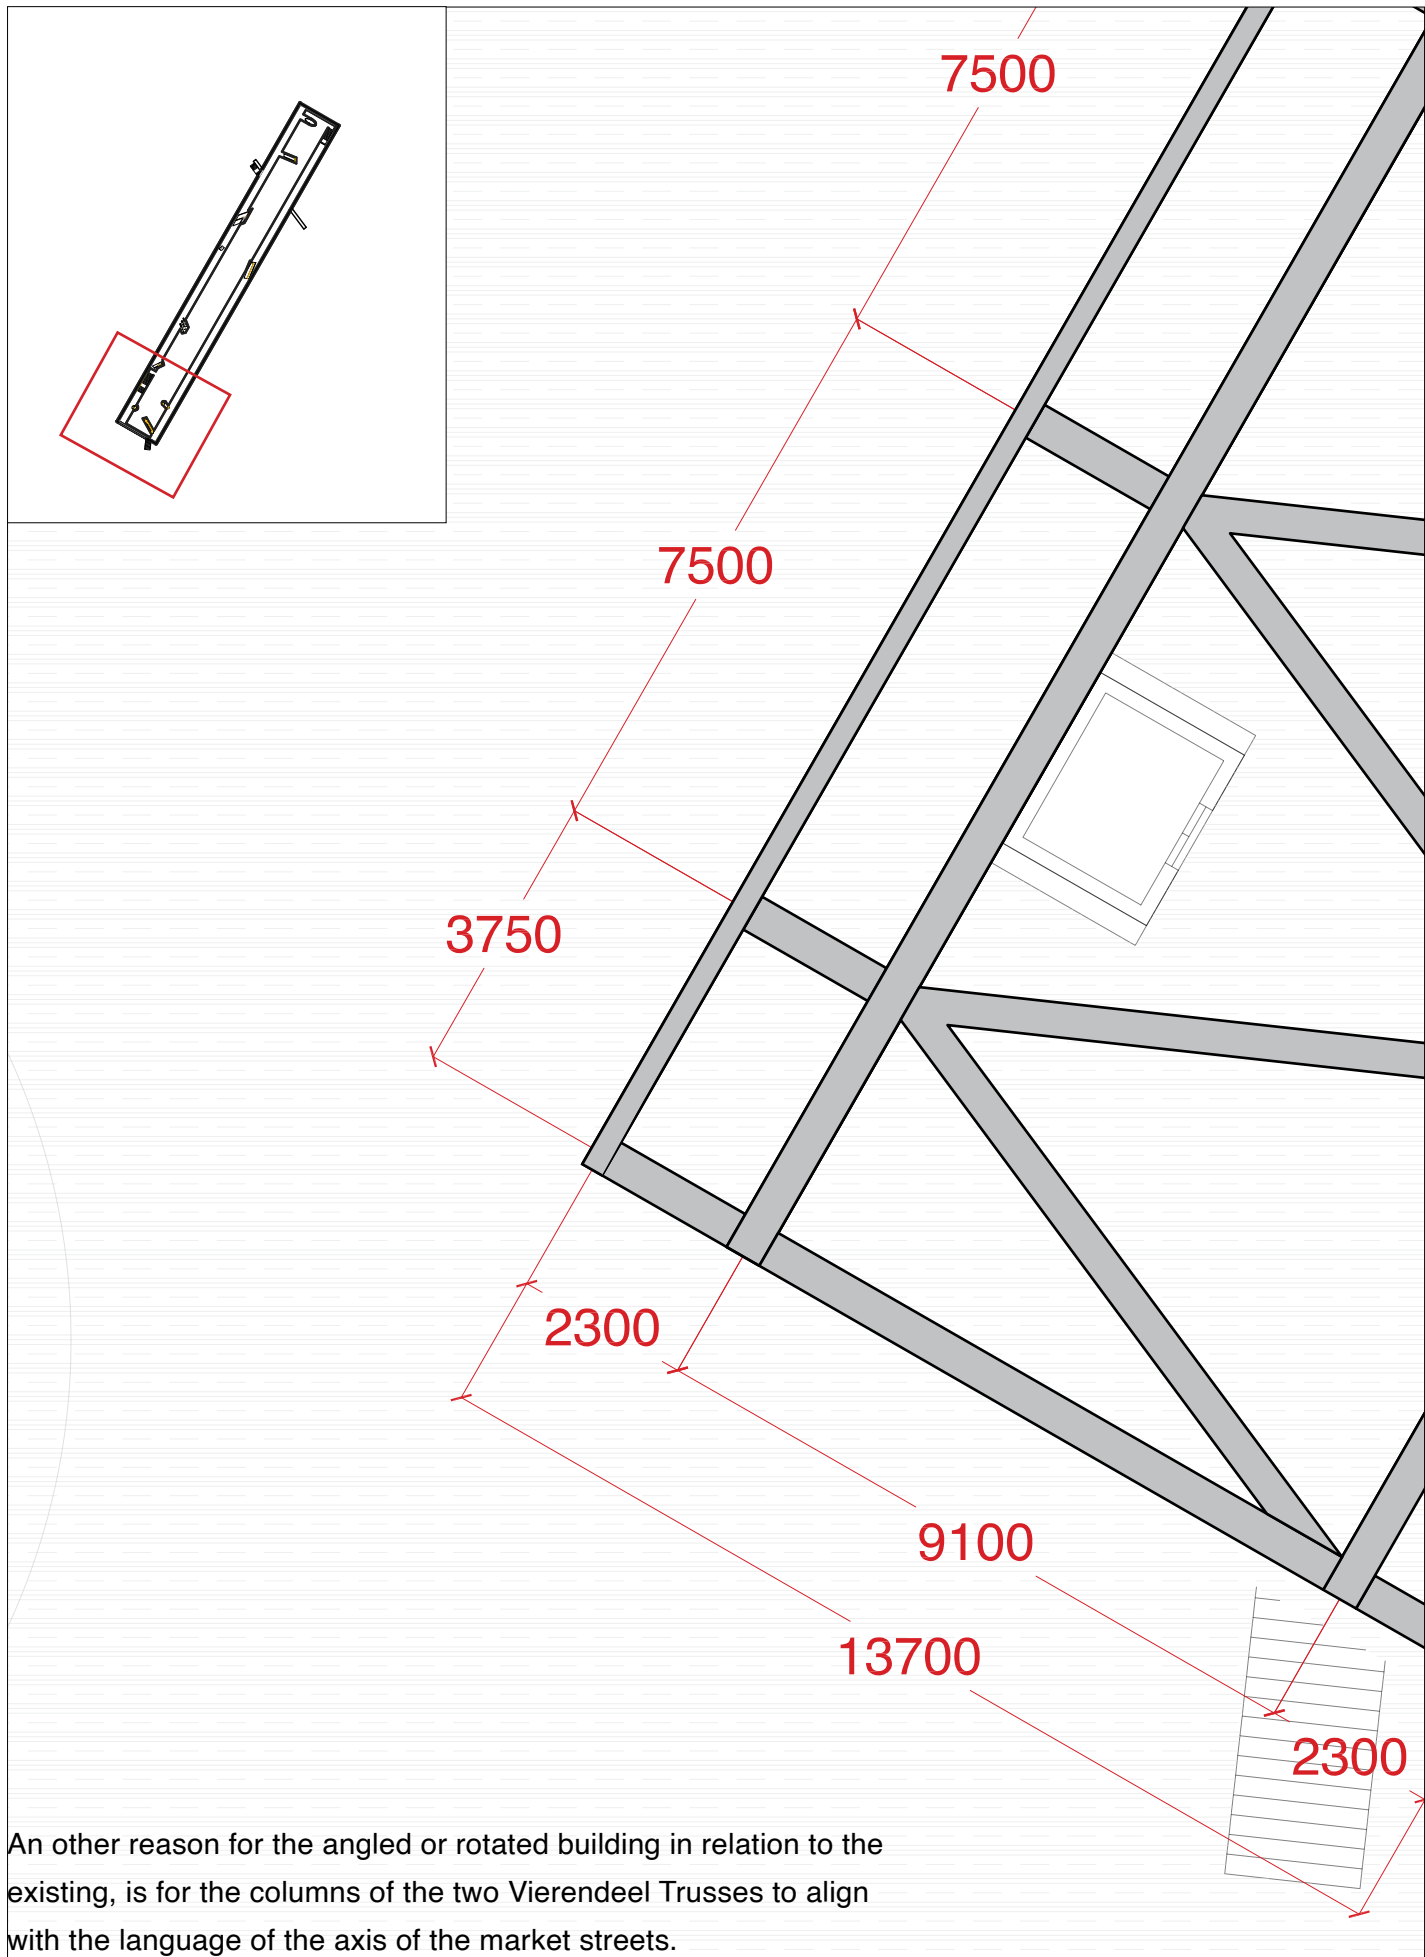 7500
7500
3750
2300
9100
13700
2300
An other reason for the angled or rotated building in relation to the
existing, is for the columns of the two Vierendeel Trusses to align
with the language of the axis of the market streets.